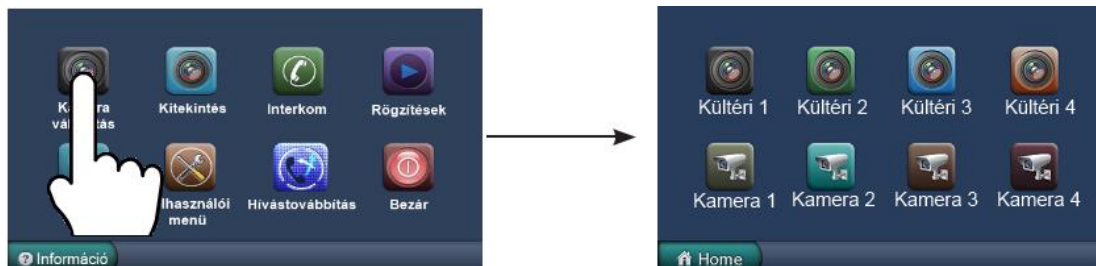 Kitekintés
Interkom
Rögzítések
menü
Hívástovábbítás
Bezár
Információ
Kültéri 1
Kültéri 2
Kültéri 3
Kültéri 4
Kamera 1
Kamera 2
Kamera 3
Kamera 4
Home